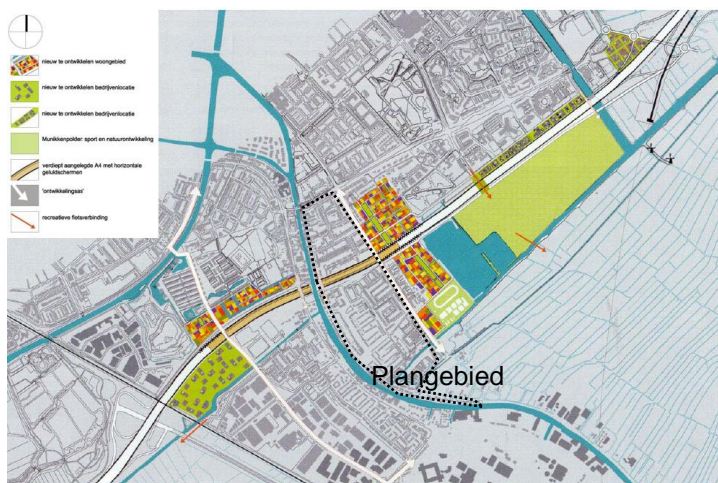 nieuw te ontwikkelen woongebied
nieuw te ontwikkelen bedrijvenlocatie
nieuw te ontwikkelen bedrijvenlocatie
Munikkenpolder: sport en natuurontwikkeling
verdiept aangelegde A4 met horizontale
geluidschermen
'ontwikkelingsas'
recreatieve fietsverbinding
Plangebied